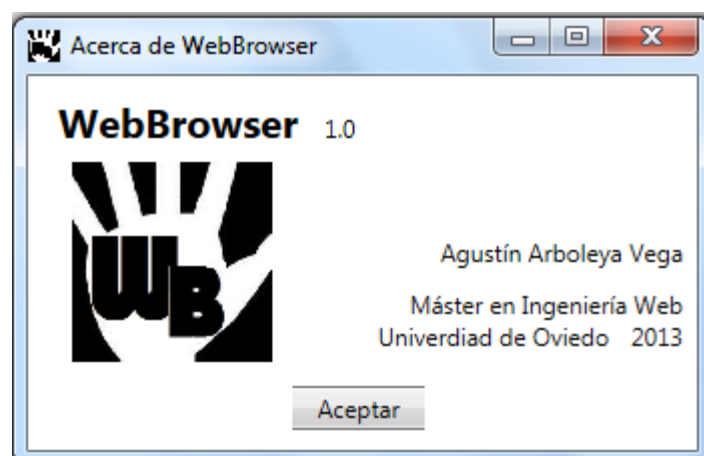 Acerca de WebBrowser
WebBrowser 1.0
WB
Agustín Arboleya Vega
Máster en Ingeniería Web
Univerdiad de Oviedo 2013
Aceptar